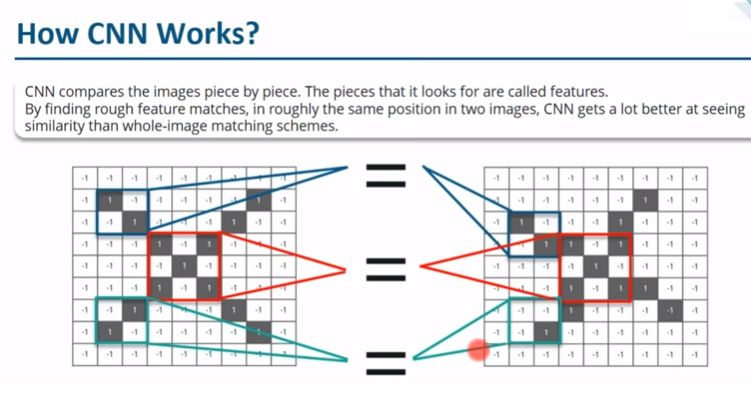 How CNN Works?
CNN compares the images piece by piece. The pieces that it looks for are called features.
By finding rough feature matches, in roughly the same position in two images, CNN gets a lot better at seeing
similarity than whole-image matching schemes.
-1 -1 -1 -1 -1 -1 -1 -1 -1 = -1 -1 -1 -1 -1 -1 -1 -1 -1
-1 1 -1 -1 -1 -1 -1 1 -1 -1 -1 -1 -1 -1 -1 1 -1 -1
-1 -1 1 -1 -1 -1 1 -1 -1 -1 1 -1 -1 -1 1 -1 -1 -1
-1 -1 -1 1 -1 1 -1 -1 -1 -1 -1 1 1 -1 1 -1 -1 -1
-1 -1 -1 -1 1 -1 -1 -1 -1 = -1 -1 -1 -1 1 -1 -1 -1 -1
-1 -1 -1 1 -1 1 -1 -1 -1 -1 -1 -1 1 -1 1 1 -1 -1
-1 -1 1 -1 -1 -1 1 -1 -1 -1 -1 -1 1 -1 -1 -1 -1 -1
-1 1 -1 -1 -1 -1 -1 1 -1 -1 -1 1 -1 -1 -1 -1 -1 -1
-1 -1 -1 -1 -1 -1 -1 -1 -1 = -1 -1 -1 -1 -1 -1 -1 -1 -1